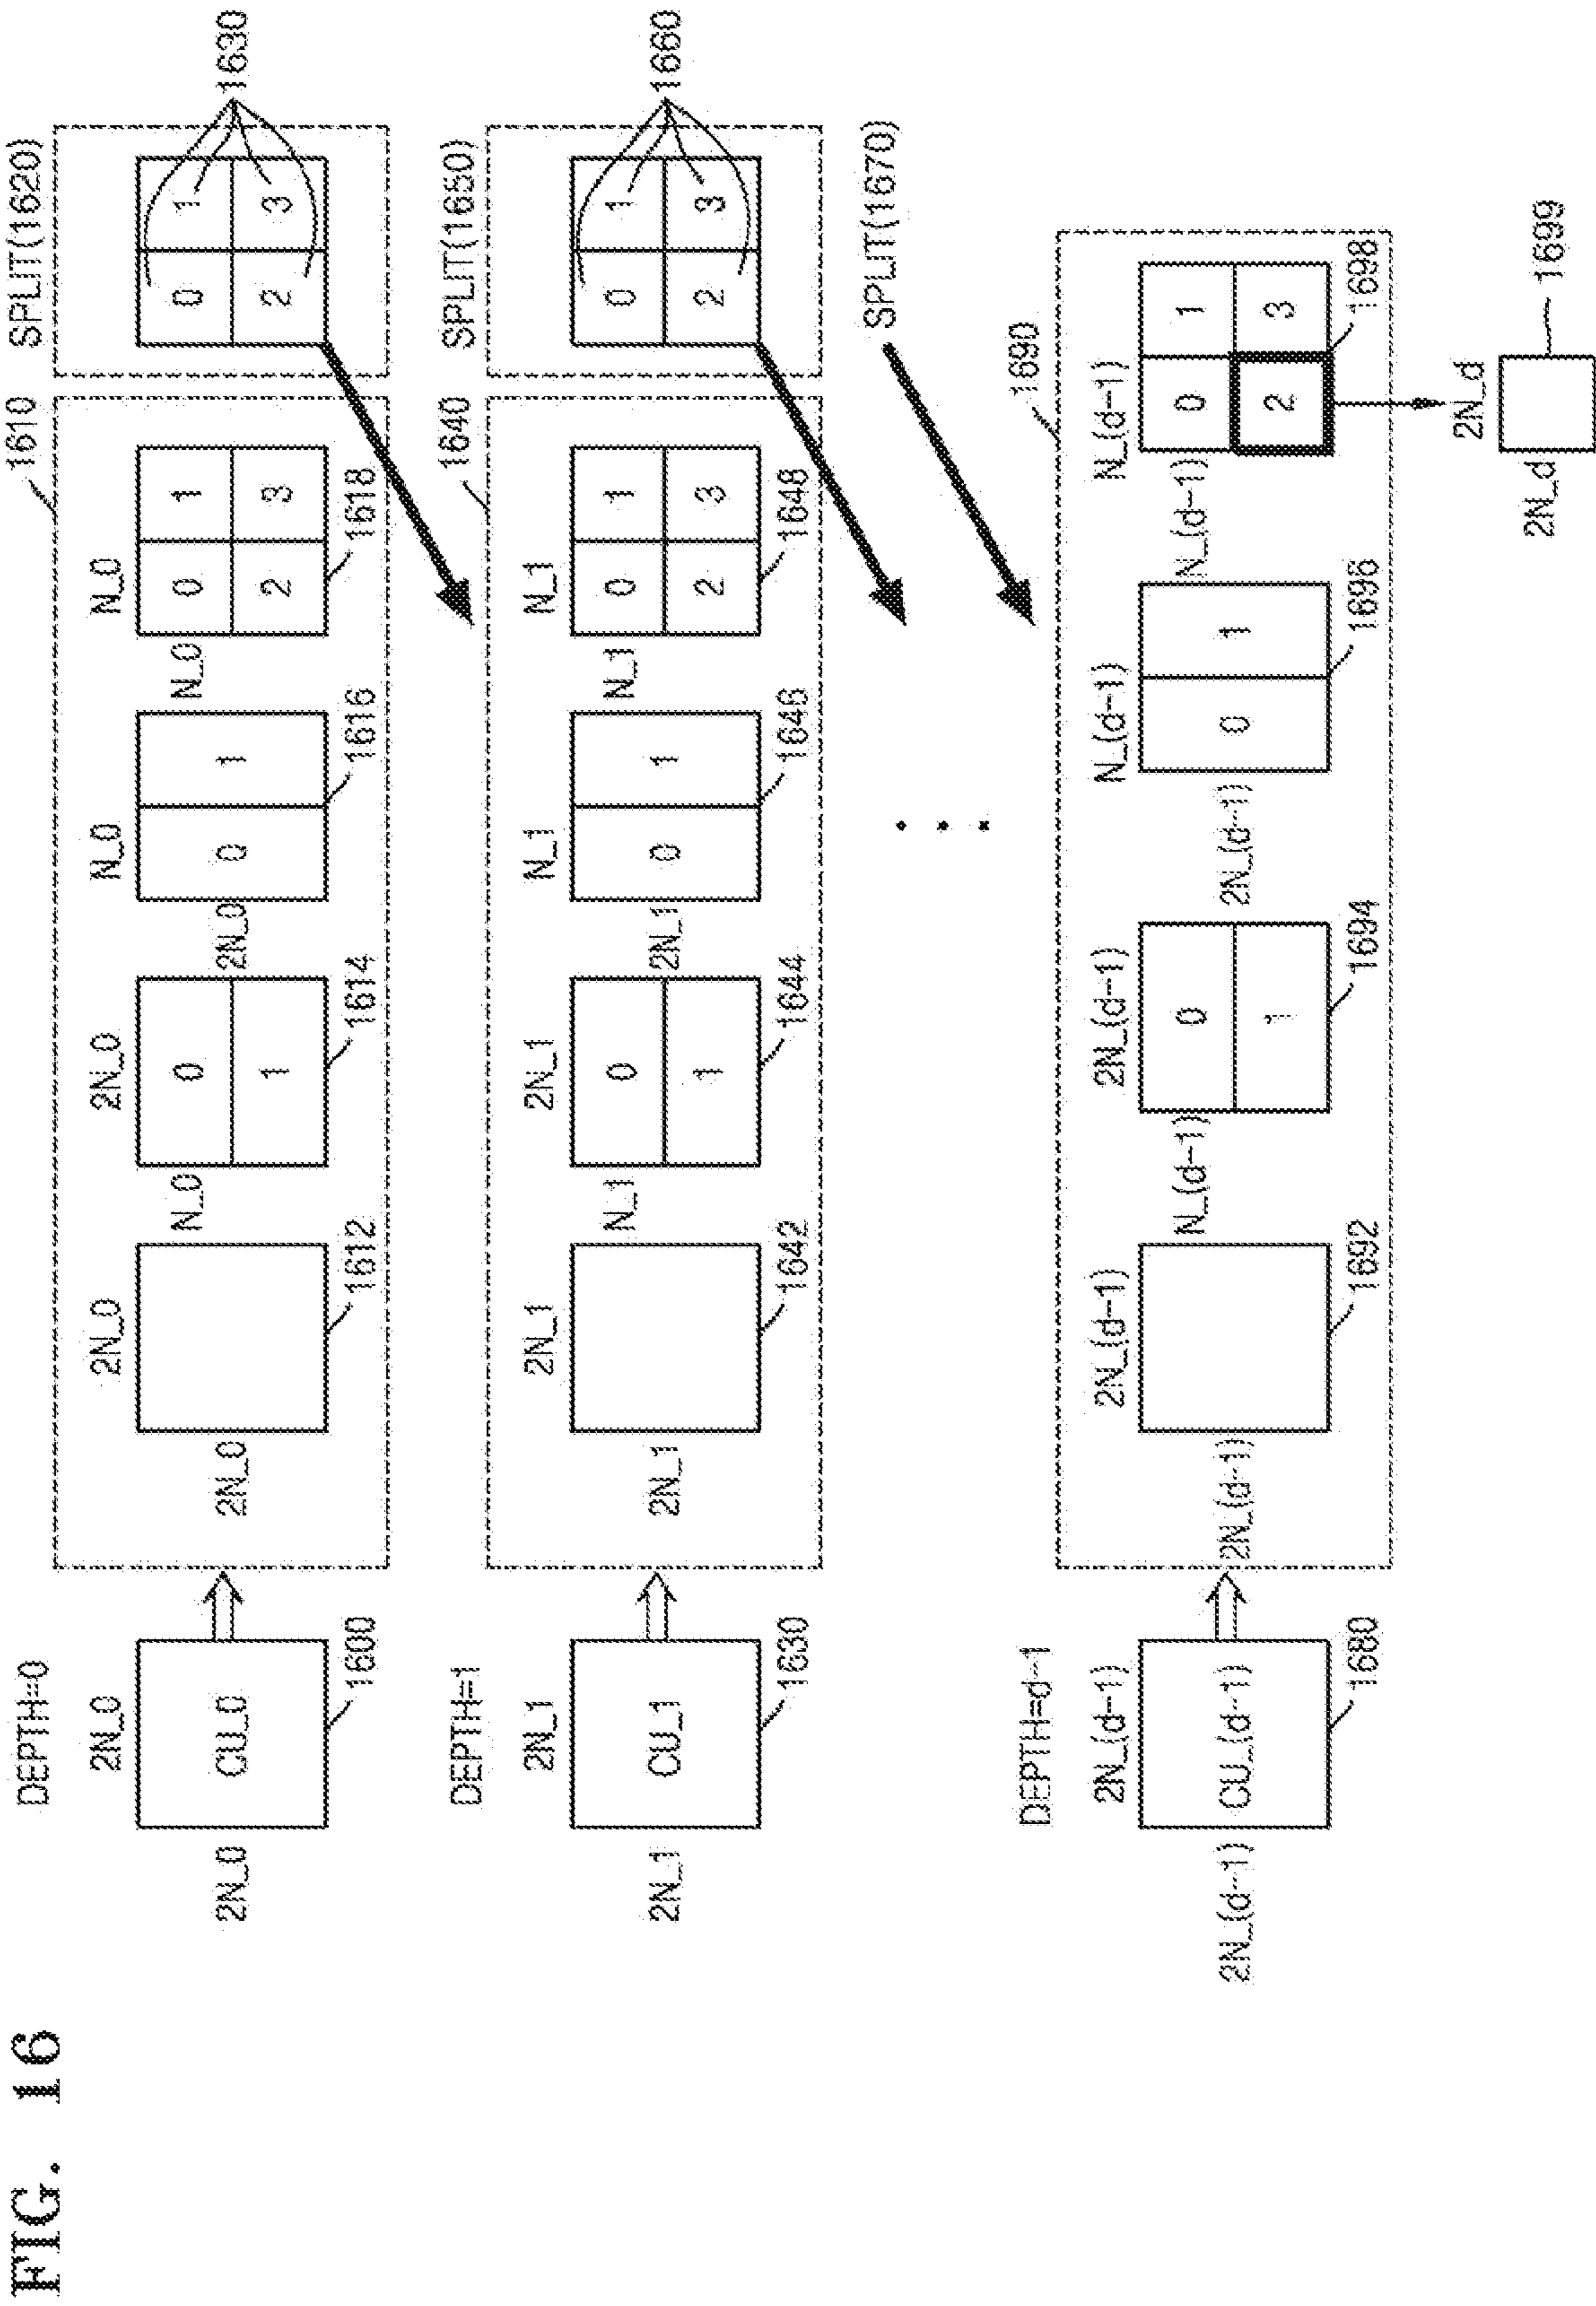 FIG. 16
DEPTH=0
2N_0
2N_0
CU_0
1600
1610
2N_0
2N_0
1612
2N_0
N_0
0
1
1614
N_0
2N_0
0 1
1616
N_0
N_0
0 1
2 3
1618
SPLIT(1620)
0 1
2 3
1630
DEPTH=1
2N_1
2N_1
CU_1
1630
1640
2N_1
2N_1
1642
2N_1
N_1
0
1
1644
N_1
2N_1
0 1
1646
N_1
N_1
0 1
2 3
1648
SPLIT(1650)
0 1
2 3
1660
SPLIT(1670)
DEPTH=d-1
2N_(d-1)
2N_(d-1)
CU_(d-1)
1680
1690
2N_(d-1)
2N_(d-1)
1692
2N_(d-1)
N_(d-1)
0
1
1694
N_(d-1)
2N_(d-1)
0 1
1696
N_(d-1)
N_(d-1)
0 1
2 3
1698
2N_d
2N_d
1699